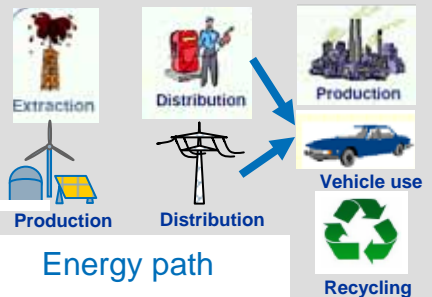 Extraction
Distribution
Production
Vehicle use
Production
Distribution
Energy path
Recycling